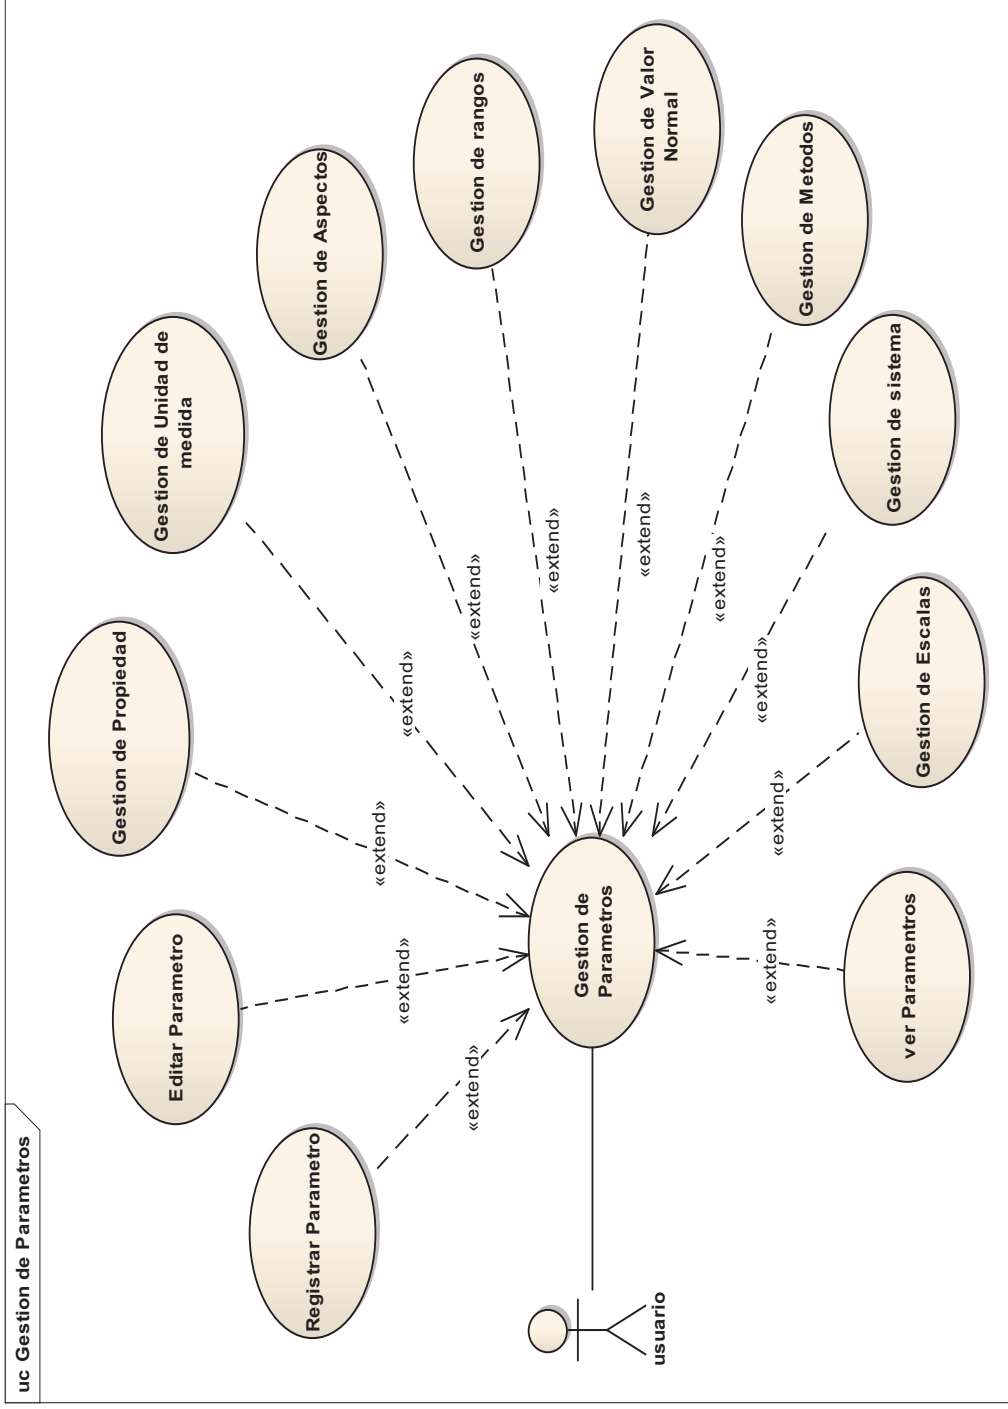 uc Gestion de Parametros
Registrar Parametro
Editar Parametro
Gestion de Propiedad
Gestion de Unidad de
medida
Gestion de Aspectos
Gestion de rangos
Gestion de Valor
Normal
Gestion de Metodos
Gestion de sistema
Gestion de Escalas
ver Paramentros
Gestion de
Parametros
usuario
«extend»
«extend»
«extend»
«extend»
«extend»
«extend»
«extend»
«extend»
«extend»
«extend»
«extend»